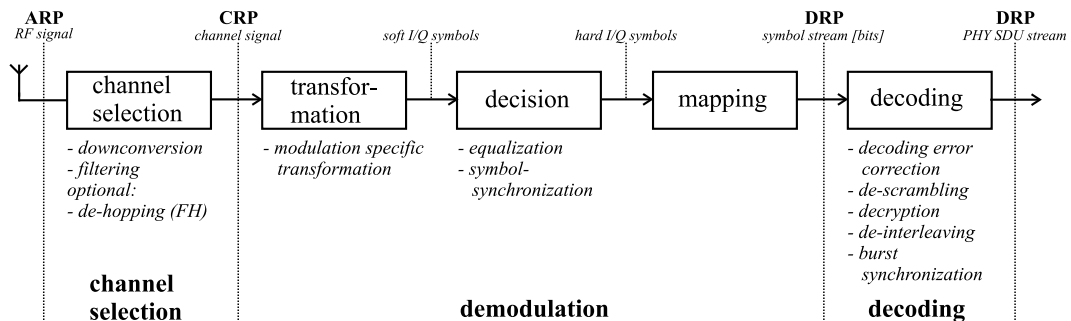 ARP
RF signal
CRP
channel signal
soft I/Q symbols
hard I/Q symbols
DRP
symbol stream [bits]
DRP
PHY SDU stream
channel
selection
transfor-
mation
decision
mapping
decoding
- downconversion
- filtering
optional:
- de-hopping (FH)
- modulation specific
transformation
- equalization
- symbol-
synchronization
- decoding error
correction
- de-scrambling
- decryption
- de-interleaving
- burst
synchronization
channel
selection
demodulation
decoding